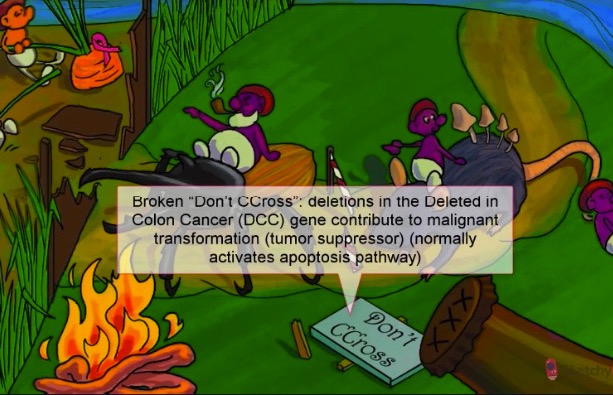 Broken “Don’t CCross”: deletions in the Deleted in
Colon Cancer (DCC) gene contribute to malignant
transformation (tumor suppressor) (normally
activates apoptosis pathway)
Don't
CCross